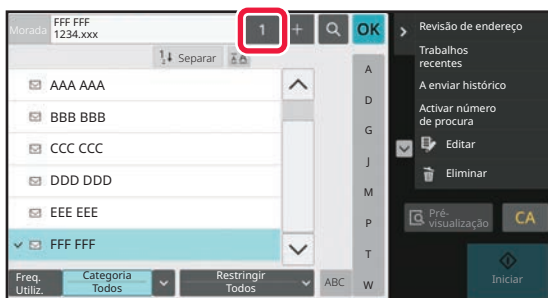 Morada
FFF FFF
1234.xxx
1
+
OK
Separar
AAA AAA
BBB BBB
CCC CCC
DDD DDD
EEE EEE
FFF FFF
A
D
G
J
M
P
T
W
Freq.
Utiliz.
Categoria
Todos
Restringir
Todos
ABC
Revisão de endereço
Trabalhos
recentes
A enviar histórico
Activar número
de procura
Editar
Eliminar
Pré-
visualização
CA
Iniciar